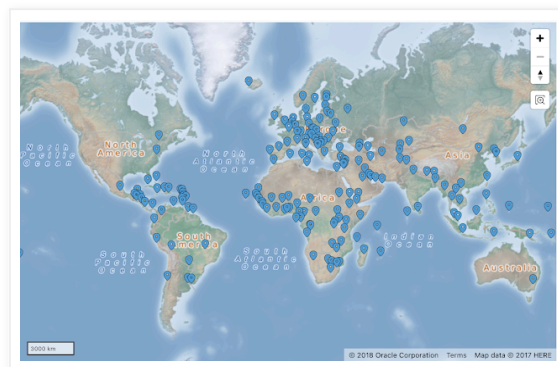 North
Pacific
Ocean
North
America
North
Atlantic
Ocean
Asia
Africa
South
America
South
Pacific
Ocean
South
Atlantic
Ocean
Indian
Ocean
Australia
3000 km
© 2018 Oracle Corporation Terms Map data © 2017 HERE